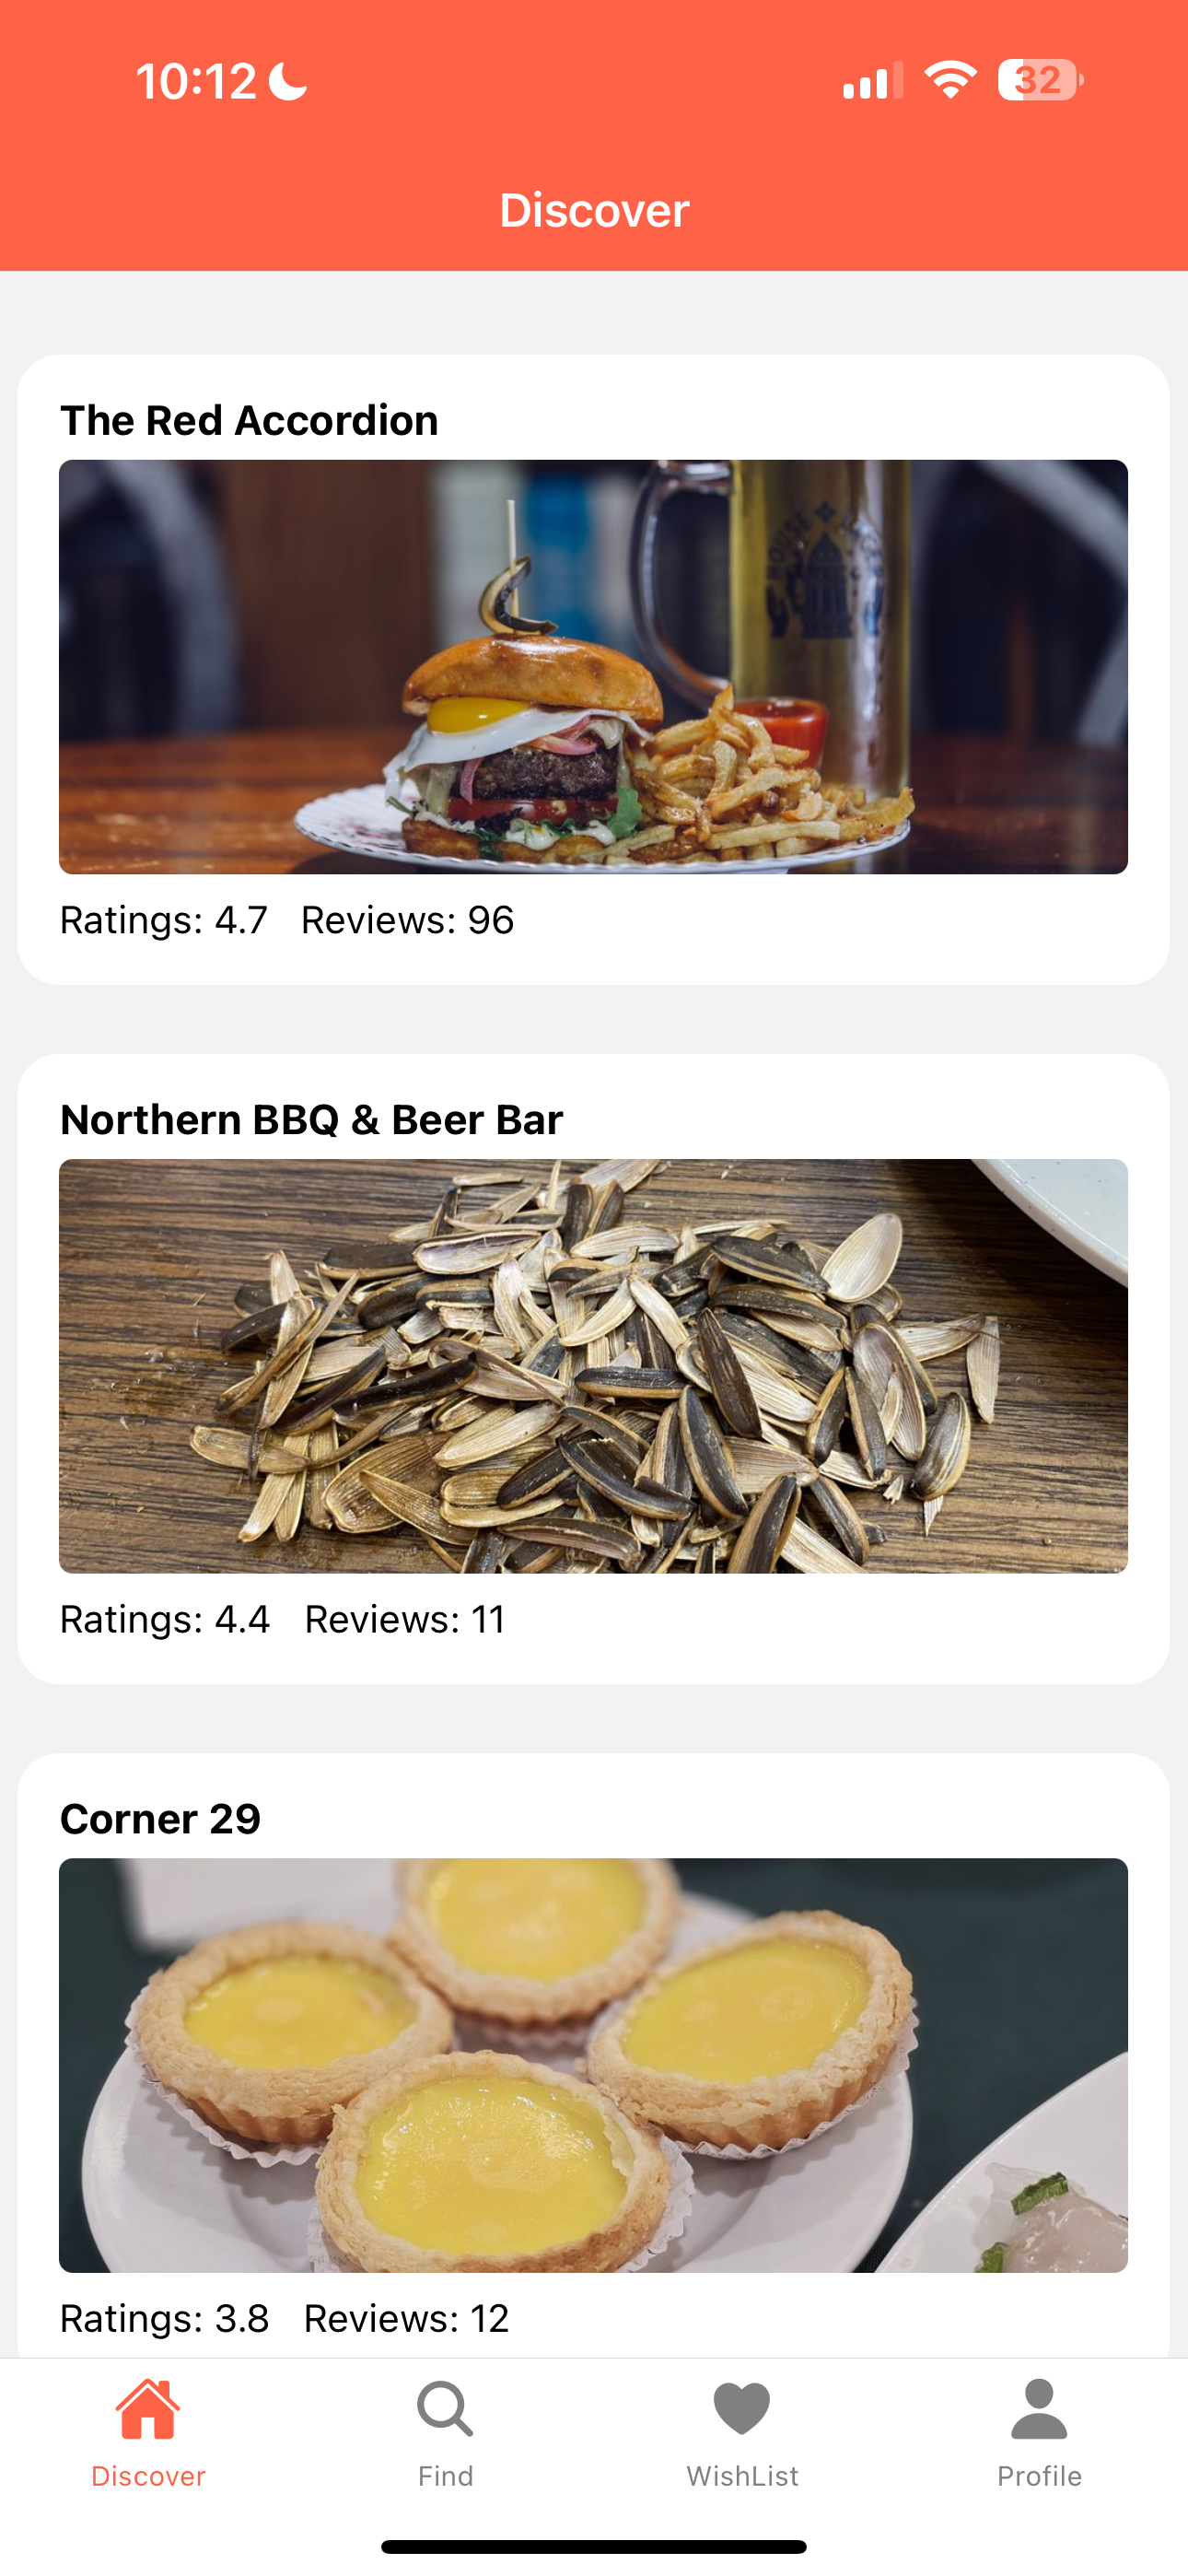 10:12
32
Discover
The Red Accordion
HOUSE
Ratings: 4.7 Reviews: 96
Northern BBQ & Beer Bar
Ratings: 4.4 Reviews: 11
Corner 29
Ratings: 3.8 Reviews: 12
Discover Find WishList Profile